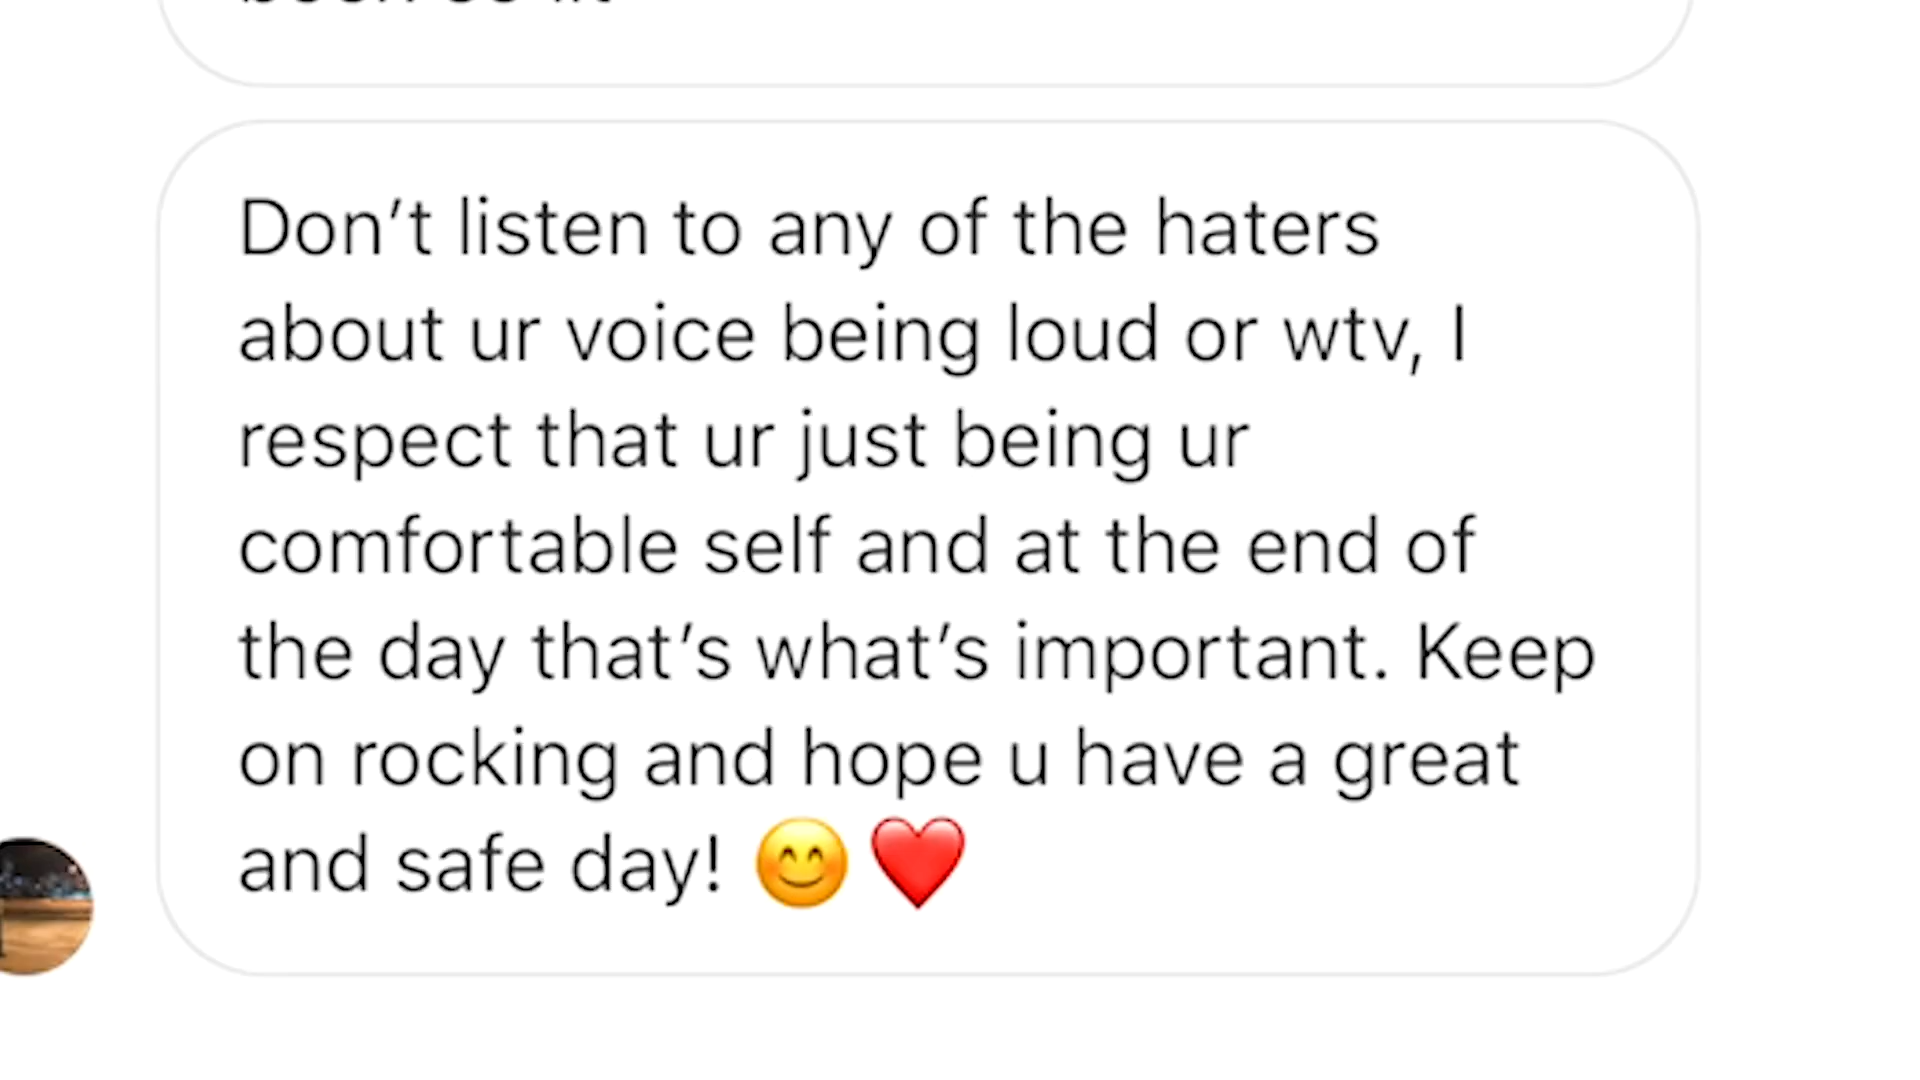 Don’t listen to any of the haters
about ur voice being loud or wtv, I
respect that ur just being ur
comfortable self and at the end of
the day that’s what’s important. Keep
on rocking and hope u have a great
and safe day! 😊❤️